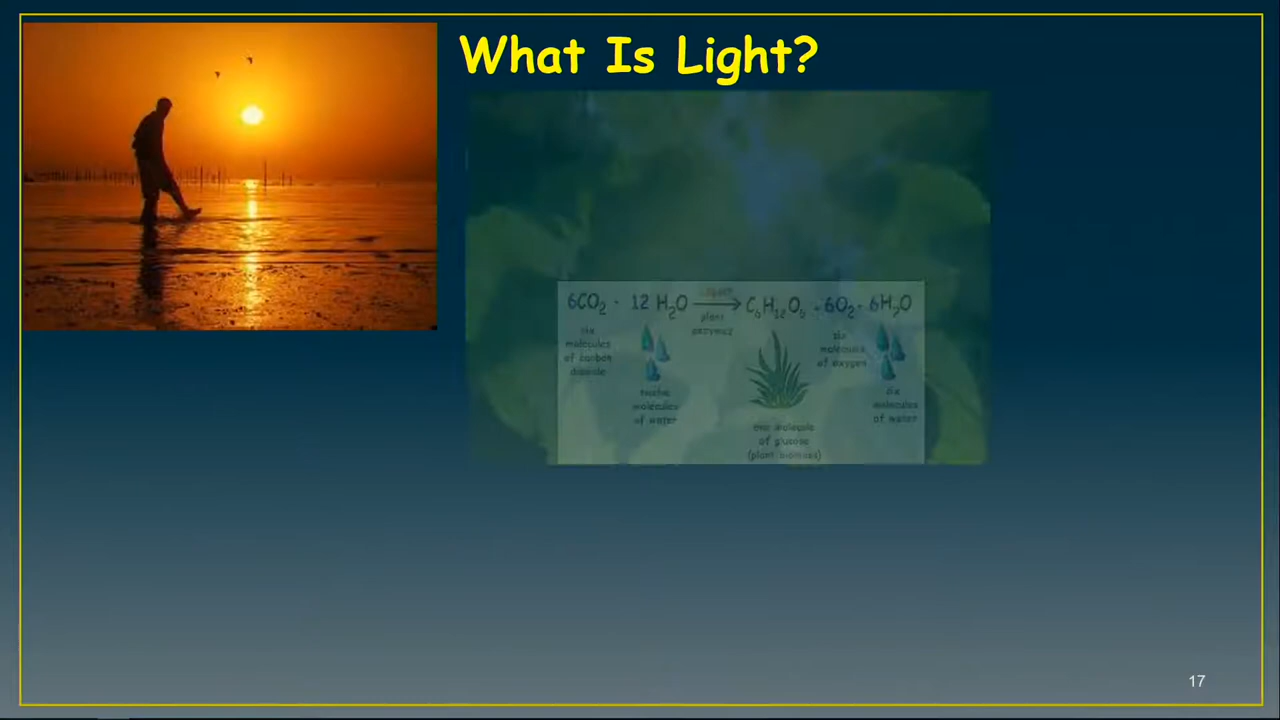 What Is Light?
6CO2 - 12 H2O → C6H12O6 - 6O2 - 6H2O
plant
enzymes
six
molecules
of carbon
dioxide
twelve
molecules
of water
one molecule
of glucose
(plant biomass)
six
molecules
of oxygen
six
molecules
of water
17